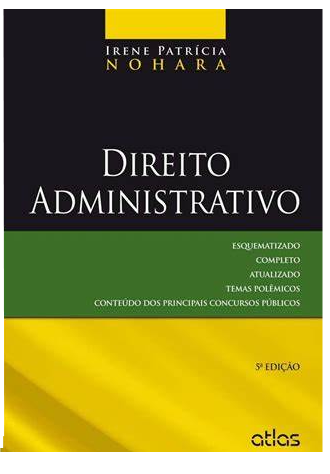 IRENE PATRÍCIA
NOHARA
DIREITO
ADMINISTRATIVO
ESQUEMATIZADO
COMPLETO
ATUALIZADO
TEMAS POLÊMICOS
CONTEÚDO DOS PRINCIPAIS CONCURSOS PÚBLICOS
5ª EDIÇÃO
atlas